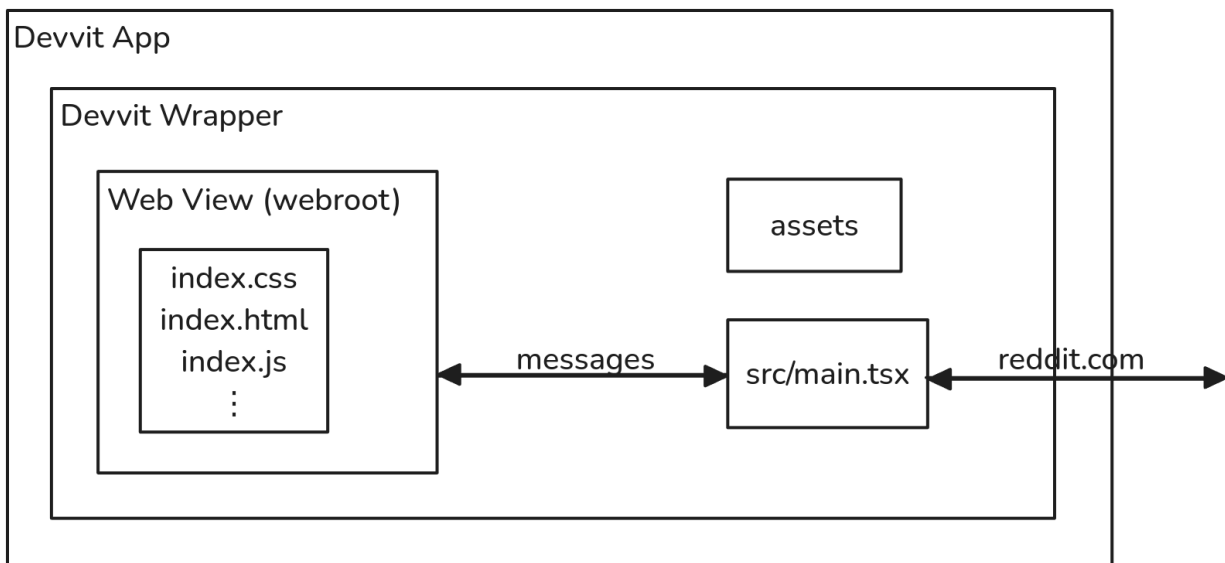 Devvit App
Devvit Wrapper
Web View (webroot)
index.css
index.html
index.js
⋮
assets
messages
src/main.tsx
reddit.com